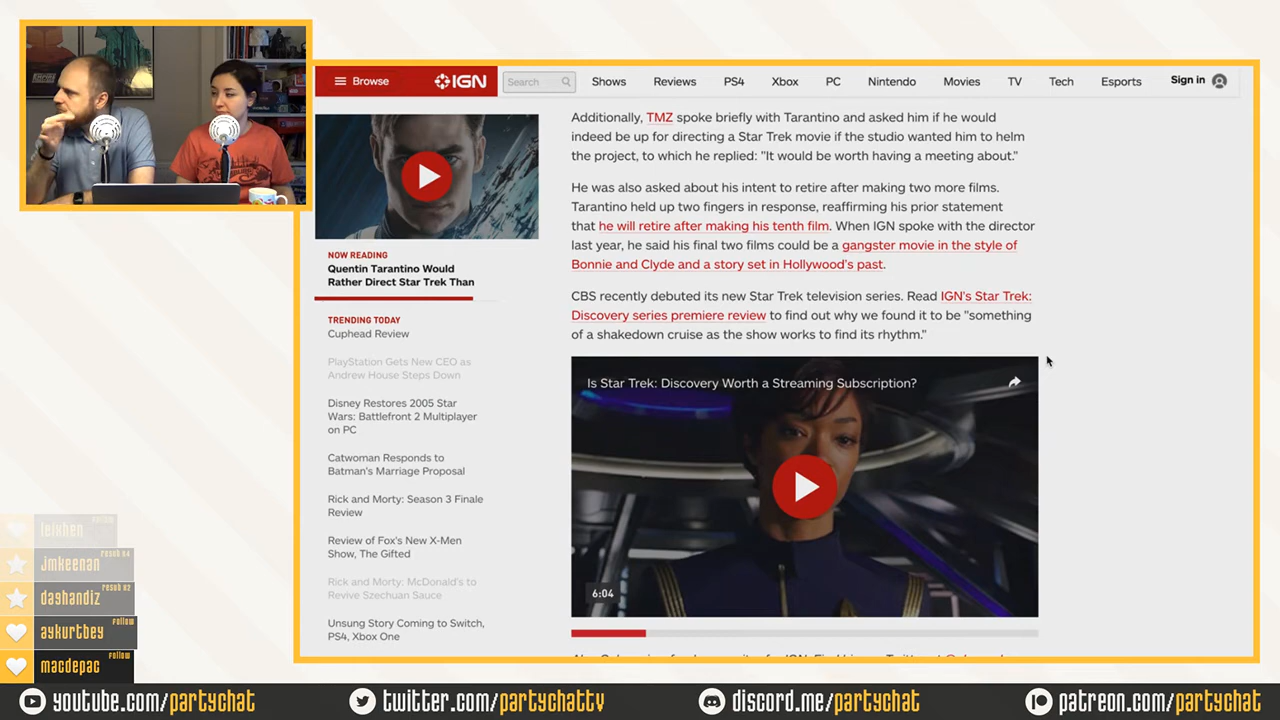 Browse
IGN
Search
Shows
Reviews
PS4
Xbox
PC
Nintendo
Movies
TV
Tech
Esports
Sign in
NOW READING
Quentin Tarantino Would
Rather Direct Star Trek Than
TRENDING TODAY
Cuphead Review
PlayStation Gets New CEO as
Andrew House Steps Down
Disney Restores 2005 Star
Wars: Battlefront 2 Multiplayer
on PC
Catwoman Responds to
Batman's Marriage Proposal
Rick and Morty: Season 3 Finale
Review
Review of Fox's New X-Men
Show, The Gifted
Rick and Morty: McDonald's to
Revive Szechuan Sauce
Unsung Story Coming to Switch,
PS4, Xbox One
Additionally, TMZ spoke briefly with Tarantino and asked him if he would
indeed be up for directing a Star Trek movie if the studio wanted him to helm
the project, to which he replied: "It would be worth having a meeting about."
He was also asked about his intent to retire after making two more films.
Tarantino held up two fingers in response, reaffirming his prior statement
that he will retire after making his tenth film. When IGN spoke with the director
last year, he said his final two films could be a gangster movie in the style of
Bonnie and Clyde and a story set in Hollywood's past.
CBS recently debuted its new Star Trek television series. Read IGN's Star Trek:
Discovery series premiere review to find out why we found it to be "something
of a shakedown cruise as the show works to find its rhythm."
Is Star Trek: Discovery Worth a Streaming Subscription?
6:04
follow
Jmkeenan
resub x4
daghandiz
resub x2
aykurtbey
follow
macdepac
follow
youtube.com/partychat
twitter.com/partychattv
discord.me/partychat
patreon.com/partychat